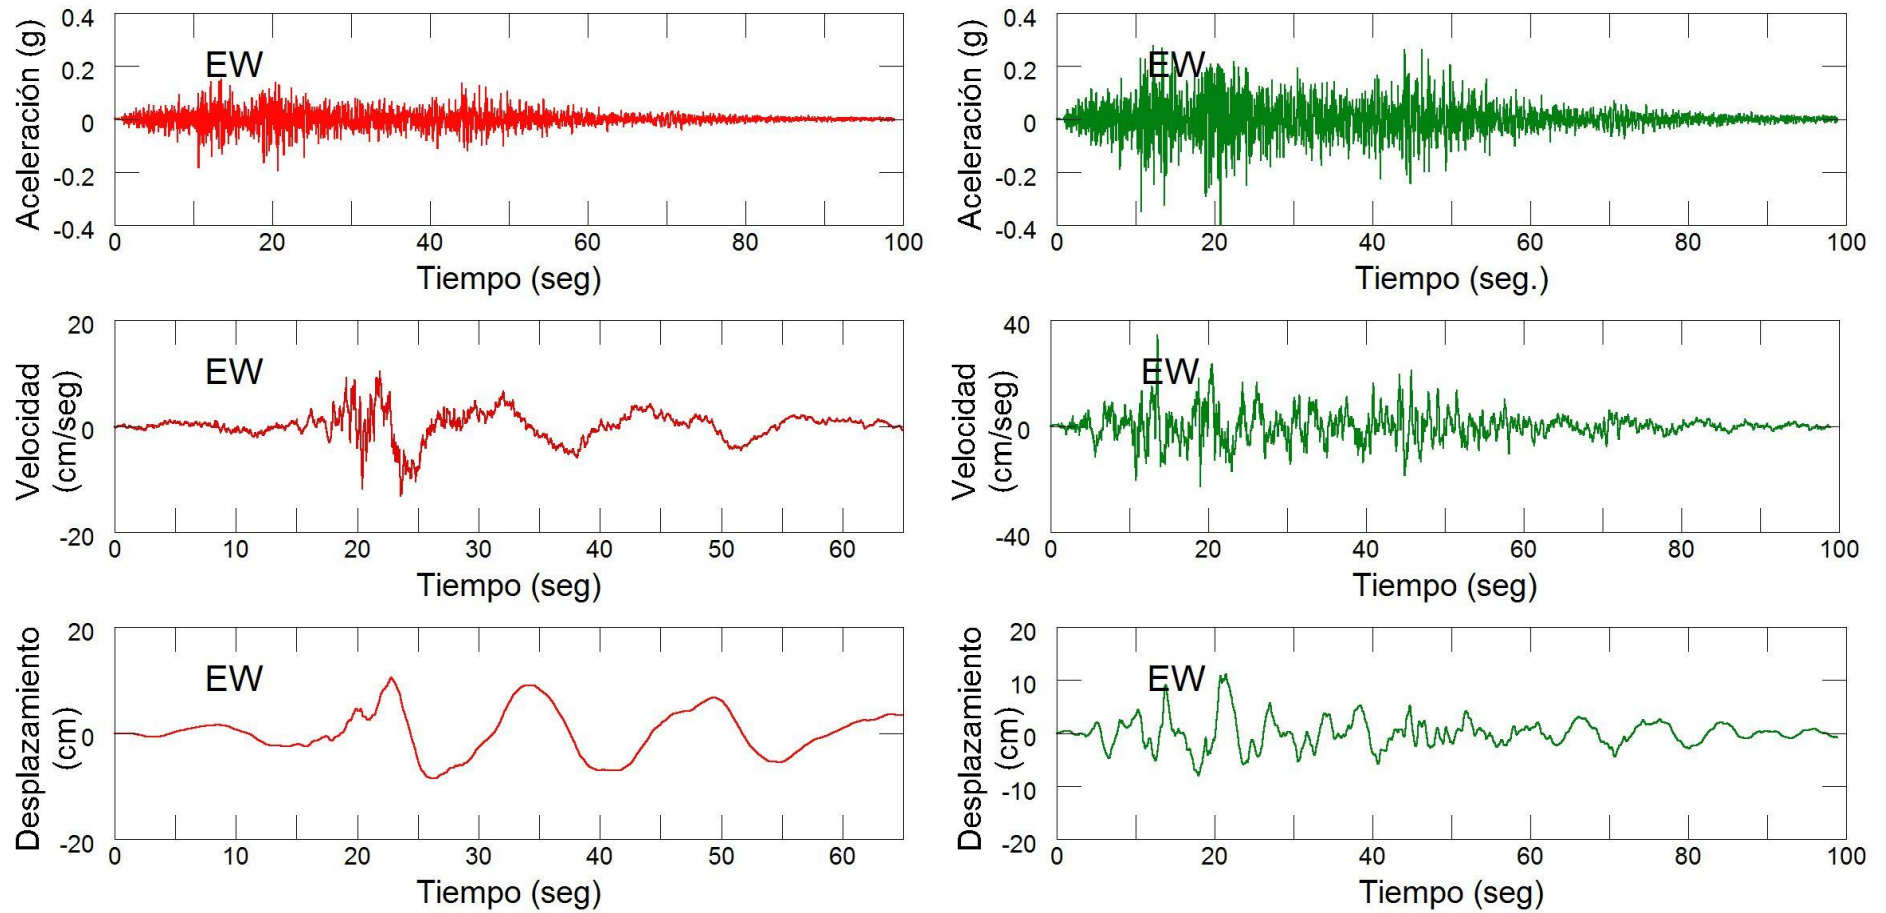 Aceleración (g)
0.4
0.2
0
-0.2
-0.4
EW
0 20 40 60 80 100
Tiempo (seg)
Aceleración (g)
0.4
0.2
0
-0.2
-0.4
EW
0 20 40 60 80 100
Tiempo (seg.)
Velocidad
(cm/seg)
20
0
-20
EW
0 10 20 30 40 50 60
Tiempo (seg)
Velocidad
(cm/seg)
40
20
0
-20
-40
EW
0 20 40 60 80 100
Tiempo (seg)
Desplazamiento
(cm)
20
0
-20
EW
0 10 20 30 40 50 60
Tiempo (seg)
Desplazamiento
(cm)
20
10
0
-10
-20
EW
0 20 40 60 80 100
Tiempo (seg)